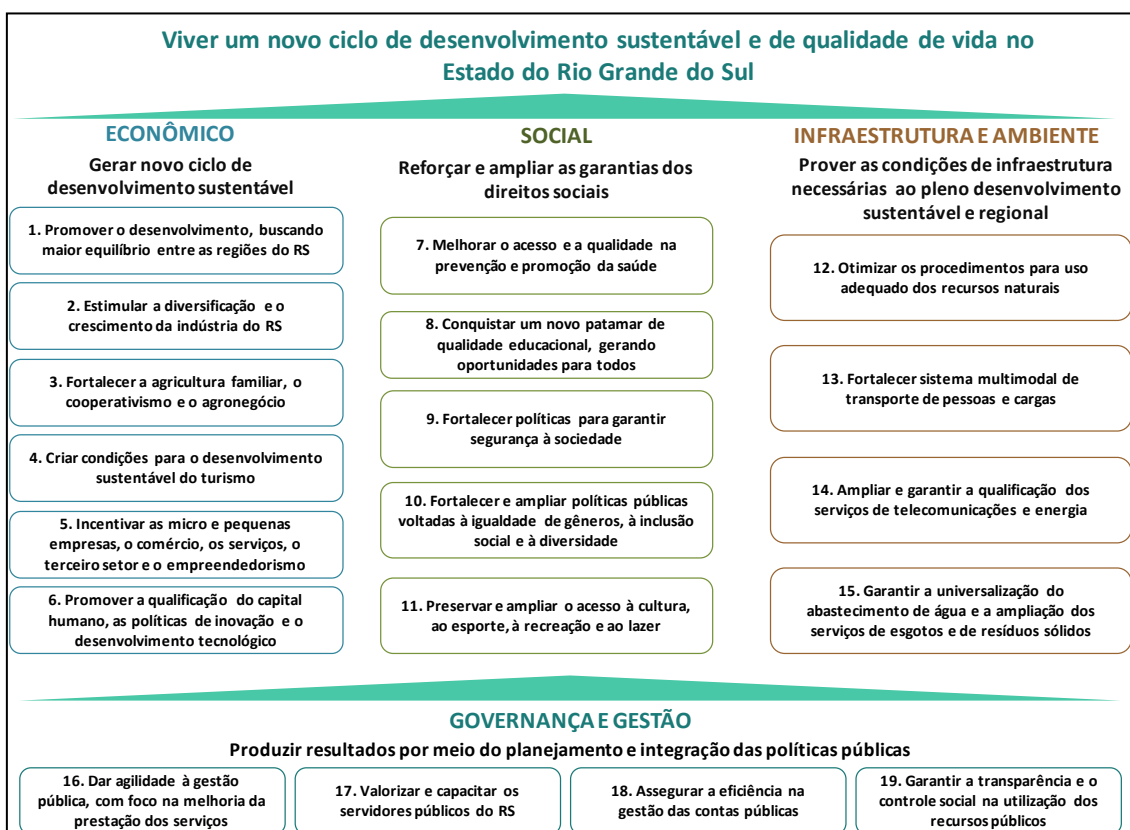 Viver um novo ciclo de desenvolvimento sustentável e de qualidade de vida no
Estado do Rio Grande do Sul
ECONÔMICO
Gerar novo ciclo de
desenvolvimento sustentável
1. Promover o desenvolvimento, buscando
maior equilíbrio entre as regiões do RS
2. Estimular a diversificação e o
crescimento da indústria do RS
3. Fortalecer a agricultura familiar, o
cooperativismo e o agronegócio
4. Criar condições para o desenvolvimento
sustentável do turismo
5. Incentivar as micro e pequenas
empresas, o comércio, os serviços, o
terceiro setor e o empreendedorismo
6. Promover a qualificação do capital
humano, as políticas de inovação e o
desenvolvimento tecnológico
SOCIAL
Reforçar e ampliar as garantias dos
direitos sociais
7. Melhorar o acesso e a qualidade na
prevenção e promoção da saúde
8. Conquistar um novo patamar de
qualidade educacional, gerando
oportunidades para todos
9. Fortalecer políticas para garantir
segurança à sociedade
10. Fortalecer e ampliar políticas públicas
voltadas à igualdade de gêneros, à inclusão
social e à diversidade
11. Preservar e ampliar o acesso à cultura,
ao esporte, à recreação e ao lazer
INFRAESTRUTURA E AMBIENTE
Prover as condições de infraestrutura
necessárias ao pleno desenvolvimento
sustentável e regional
12. Otimizar os procedimentos para uso
adequado dos recursos naturais
13. Fortalecer sistema multimodal de
transporte de pessoas e cargas
14. Ampliar e garantir a qualificação dos
serviços de telecomunicações e energia
15. Garantir a universalização do
abastecimento de água e a ampliação dos
serviços de esgotos e de resíduos sólidos
GOVERNANÇA E GESTÃO
Produzir resultados por meio do planejamento e integração das políticas públicas
16. Dar agilidade à gestão
pública, com foco na melhoria da
prestação dos serviços
17. Valorizar e capacitar os
servidores públicos do RS
18. Assegurar a eficiência na
gestão das contas públicas
19. Garantir a transparência e o
controle social na utilização dos
recursos públicos